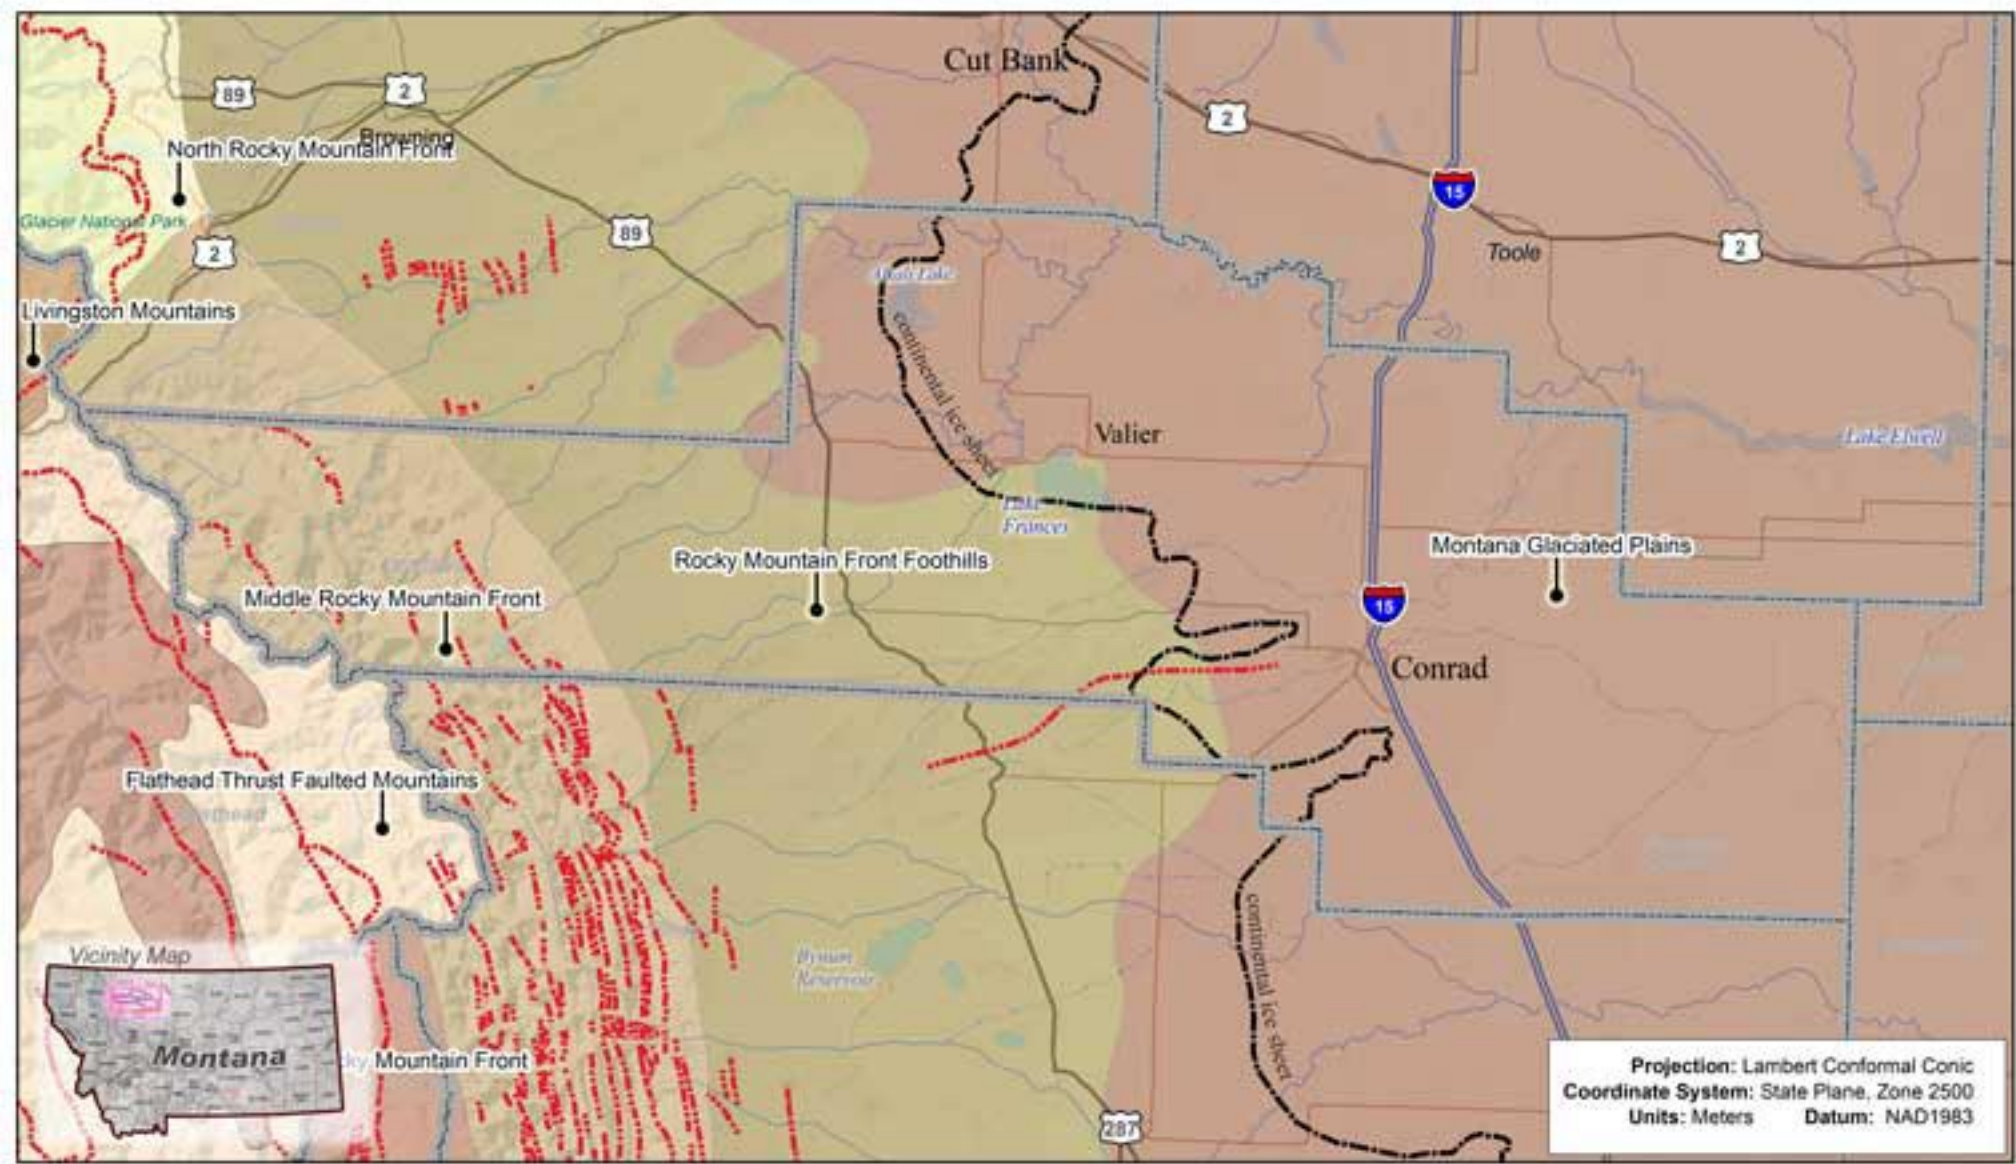 Cut Bank
89
2
2
Browning
North Rocky Mountain Front
15
Glacier National Park
89
2
2
Toole
Livingston Mountains
continental ice sheet
Valier
Lake Elwell
Lake
Frances
Montana Glaciated Plains
Rocky Mountain Front Foothills
Middle Rocky Mountain Front
15
Conrad
Flathead Thrust Faulted Mountains
continental ice sheet
Vicinity Map
Bynum
Reservoir
Montana
Mountain Front
287
Projection: Lambert Conformal Conic
Coordinate System: State Plane, Zone 2500
Units: Meters Datum: NAD1983